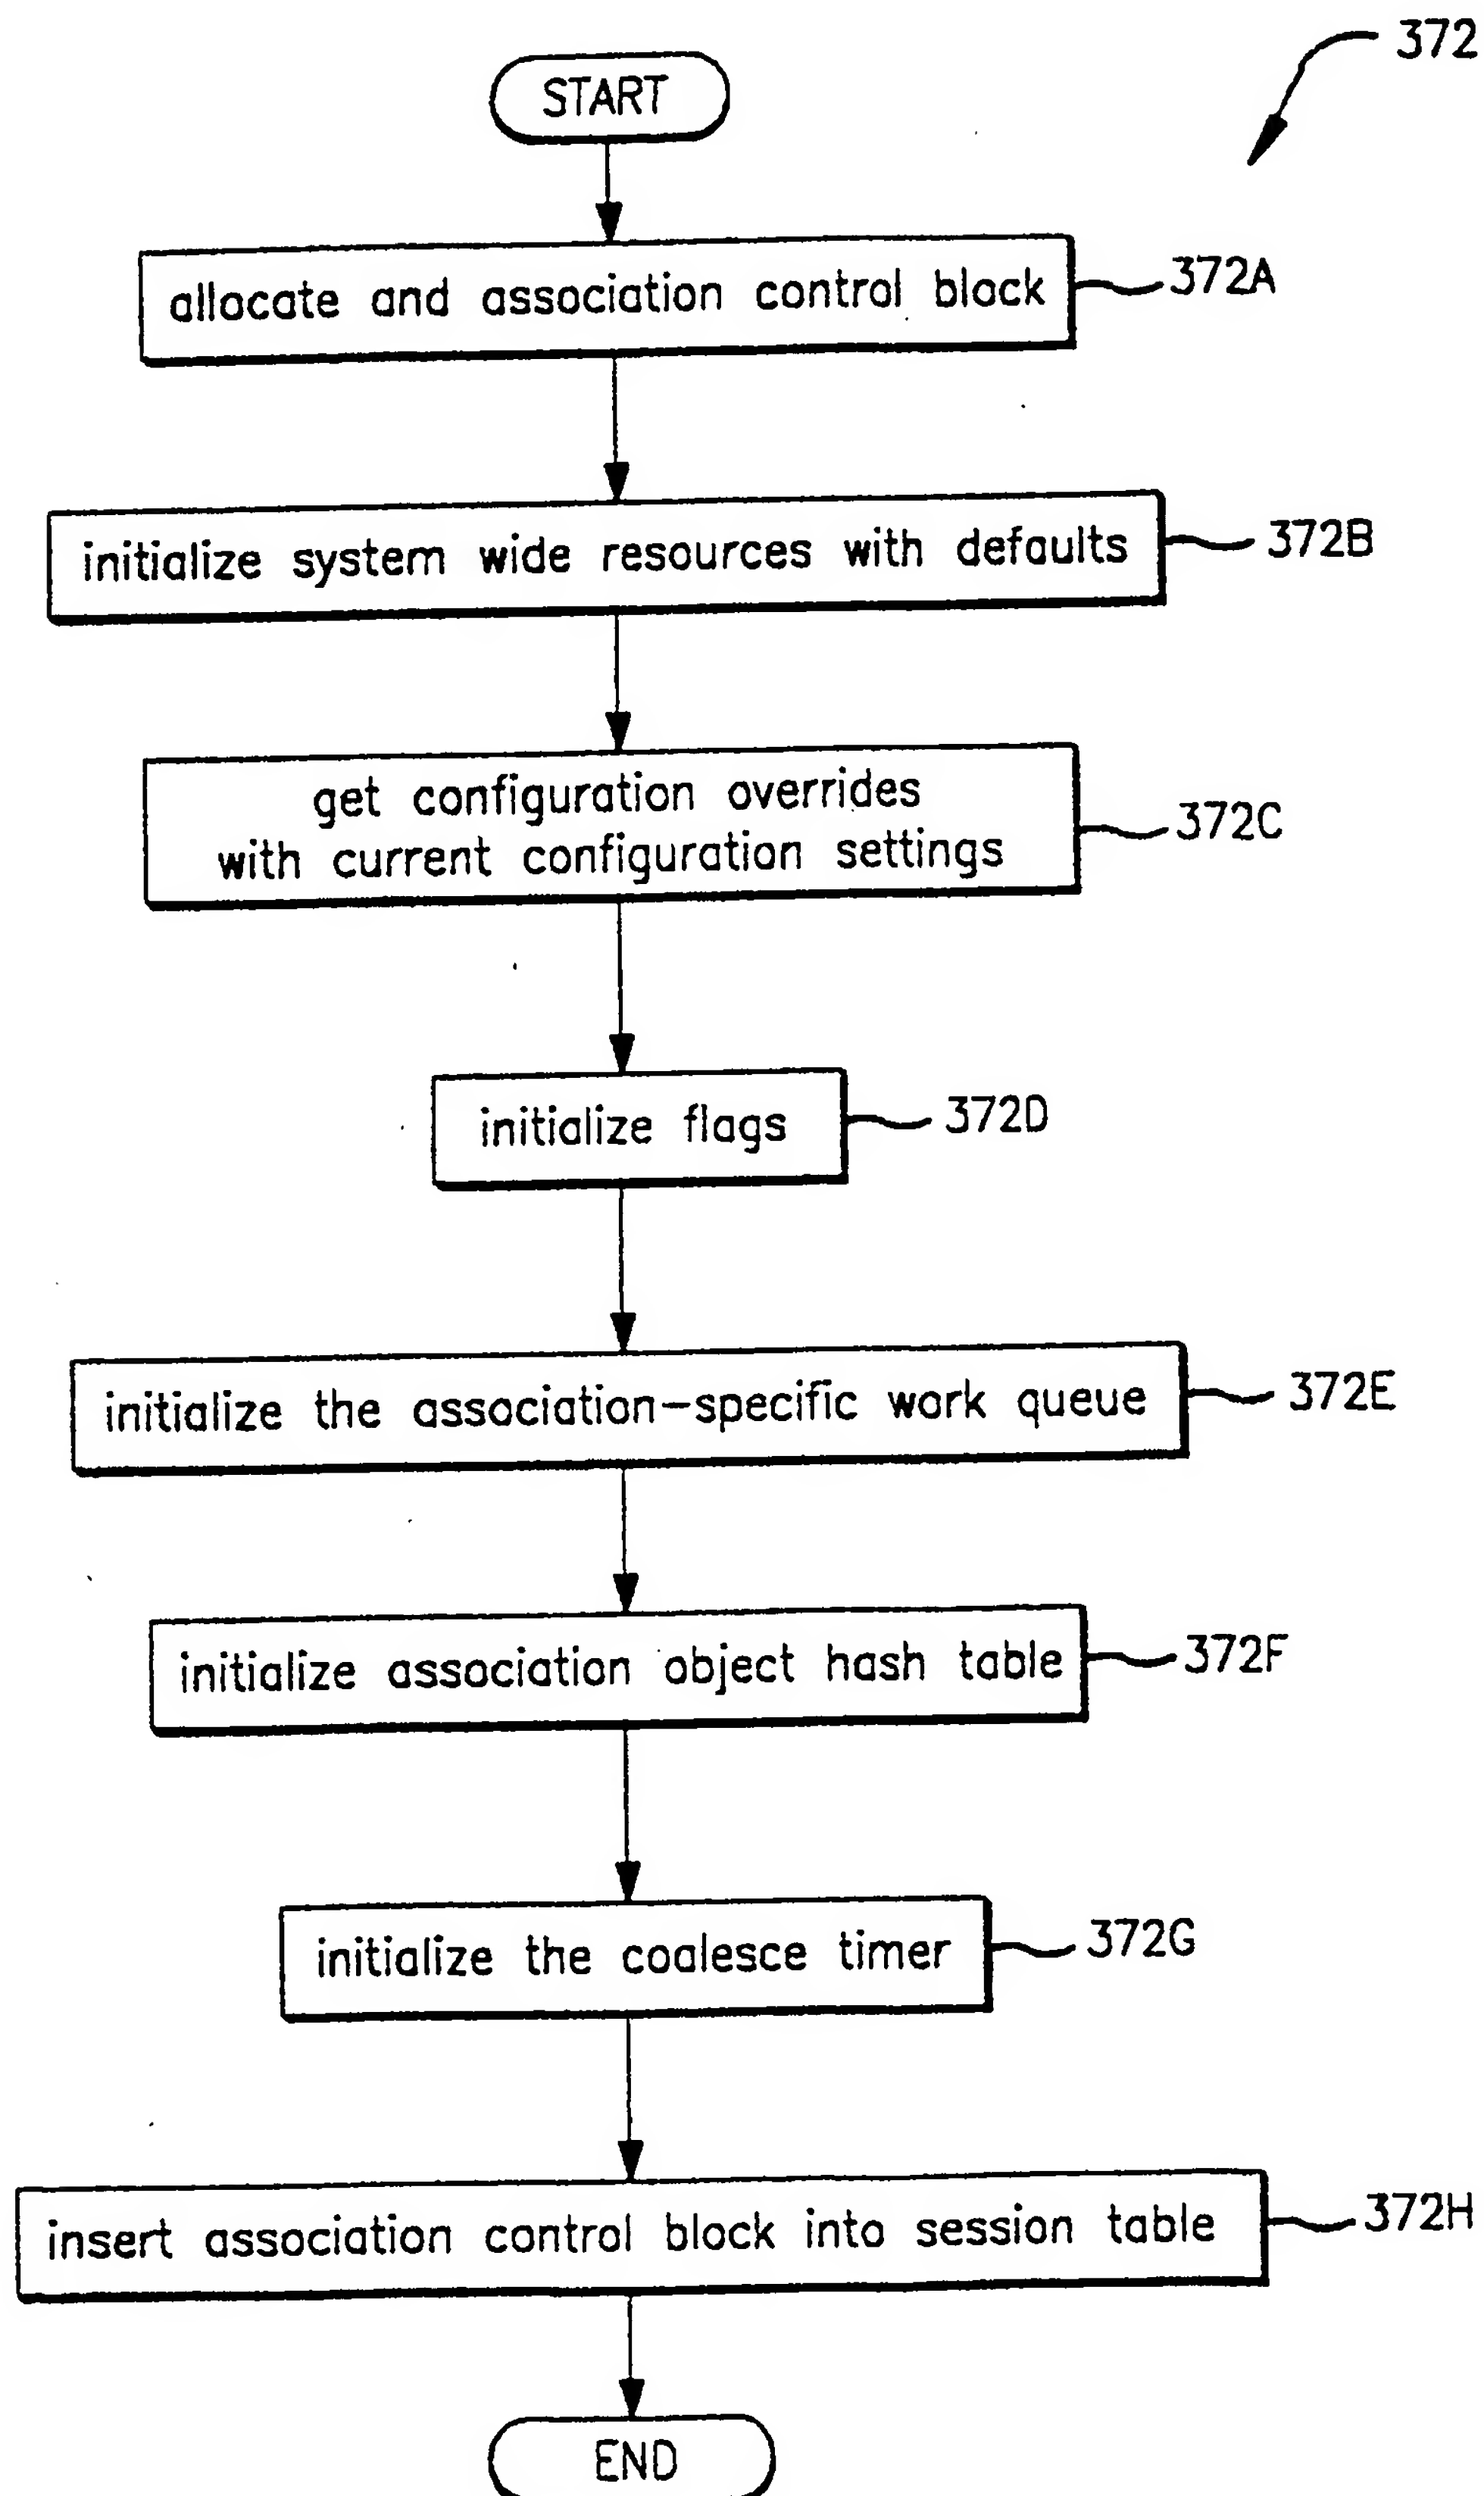 372
START
allocate and association control block
372A
initialize system wide resources with defaults
372B
get configuration overrides
with current configuration settings
372C
initialize flags
372D
initialize the association-specific work queue
372E
initialize association object hash table
372F
initialize the coalesce timer
372G
insert association control block into session table
372H
END